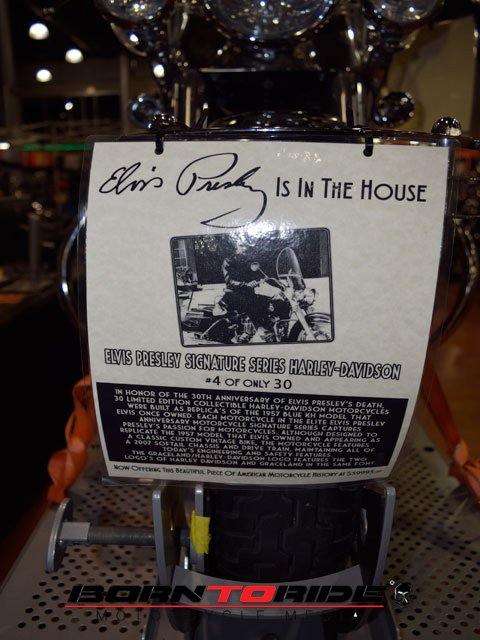 Elvis Presley IS IN THE HOUSE
ELVIS PRESLEY SIGNATURE SERIES HARLEY-DAVIDSON
#4 OF ONLY 30
IN HONOR OF THE 30TH ANNIVERSARY OF ELVIS PRESLEY'S DEATH,
30 LIMITED EDITION COLLECTIBLE HARLEY-DAVIDSON MOTORCYCLES
WERE BUILT AS REPLICA'S OF THE 1957 BLUE KH MODEL THAT
ELVIS ONCE OWNED. EACH MOTORCYCLE IN THE ELITE ELVIS PRESLEY
ANNIVERSARY MOTORCYCLE SIGNATURE SERIES CAPTURES
PRESLEY'S PASSION FOR MOTORCYCLES. ALTHOUGH DESIGNED TO
REPLICATE THE 1957 MODEL THAT ELVIS OWNED AND APPEARING AS
A CLASSIC CUSTOM VINTAGE BIKE, THE MOTORCYCLE FEATURES
A 2007 SOFTAIL CHASSIS AND DRIVE TRAIN, MAINTAINING ALL OF
TODAY'S ENGINEERING AND SAFETY FEATURES.
THE GRACELAND/HARLEY-DAVIDSON LOGO FEATURES THE TWO
LOGO'S OF HARLEY DAVIDSON AND GRACELAND IN THE SAME FONT.
NOW OFFERING THIS BEAUTIFUL PIECE OF AMERICAN MOTORCYCLE HISTORY AT
BORN TO RIDE